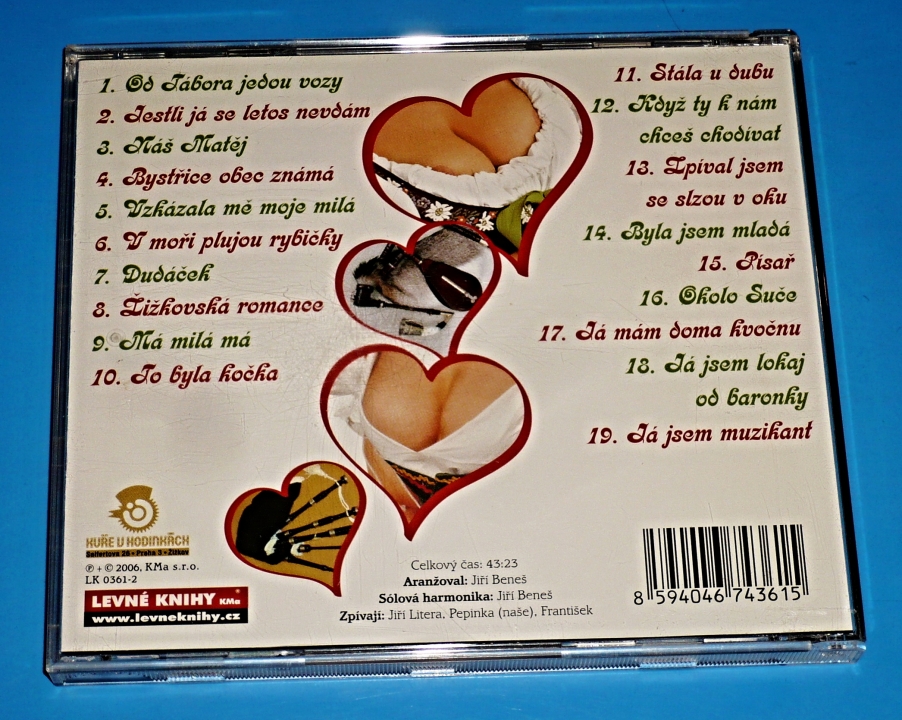 1. Od Tábora jedou vozy
2. Jestli já se letos nevdám
3. Náš Matěj
4. Bystřice obec známá
5. Vzkázala mě moje milá
6. V moři plujou rybičky
7. Dudáček
8. Žižkovská romance
9. Má milá má
10. To byla kočka
11. Stála u dubu
12. Když ty k nám
chceš chodívat
13. Zpíval jsem
se slzou v oku
14. Byla jsem mladá
15. Písař
16. Okolo Suče
17. Já mám doma kvočnu
18. Já jsem lokaj
od baronky
19. Já jsem muzikant
KUŘE V HODINKÁCH
Seifertova 26 • Praha 3 • Žižkov
℗ + © 2006, KMa s.r.o.
LK 0361-2
LEVNÉ KNIHY KMa
www.levneknihy.cz
Celkový čas: 43:23
Aranžoval: Jiří Beneš
Sólová harmonika: Jiří Beneš
Zpívají: Jiří Litera, Pepinka (naše), František
8 594046 743615